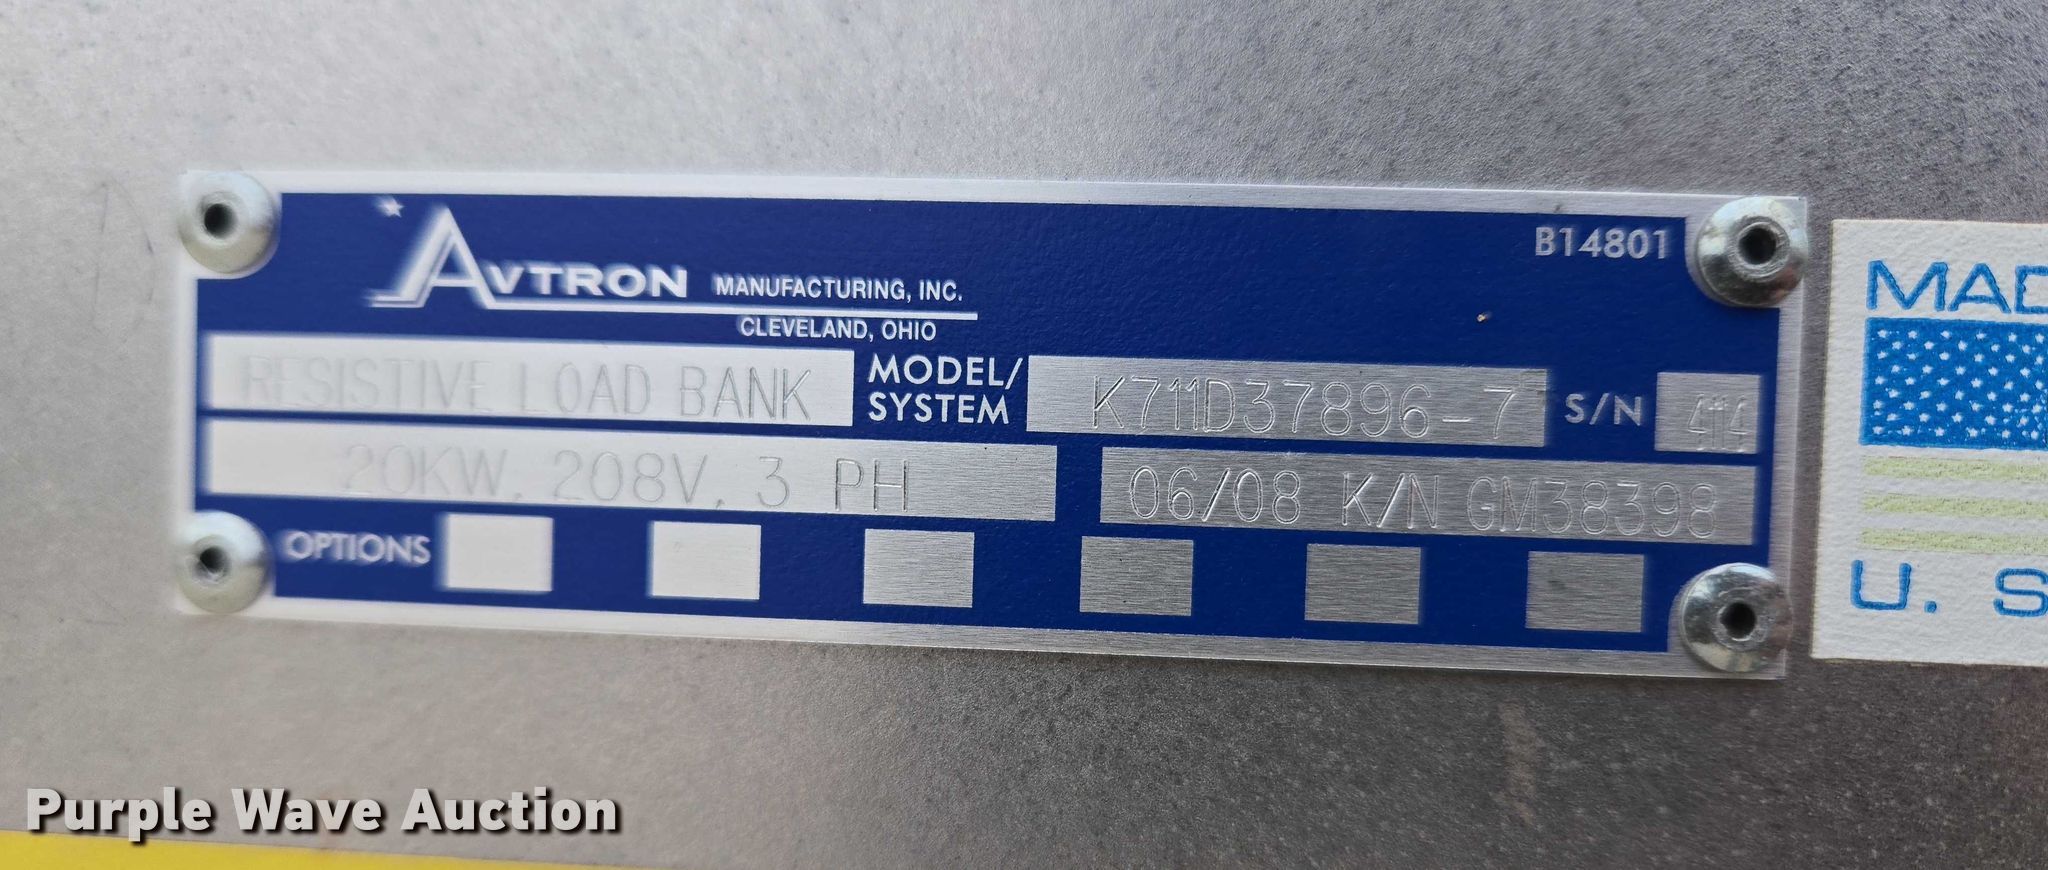 AVTRON MANUFACTURING, INC.
CLEVELAND, OHIO
B14801
RESISTIVE LOAD BANK
MODEL/
SYSTEM
K711D37896-7
S/N
4114
20KW, 208V, 3 PH
06/08 K/N GM38398
OPTIONS
MAD
U. S
Purple Wave Auction